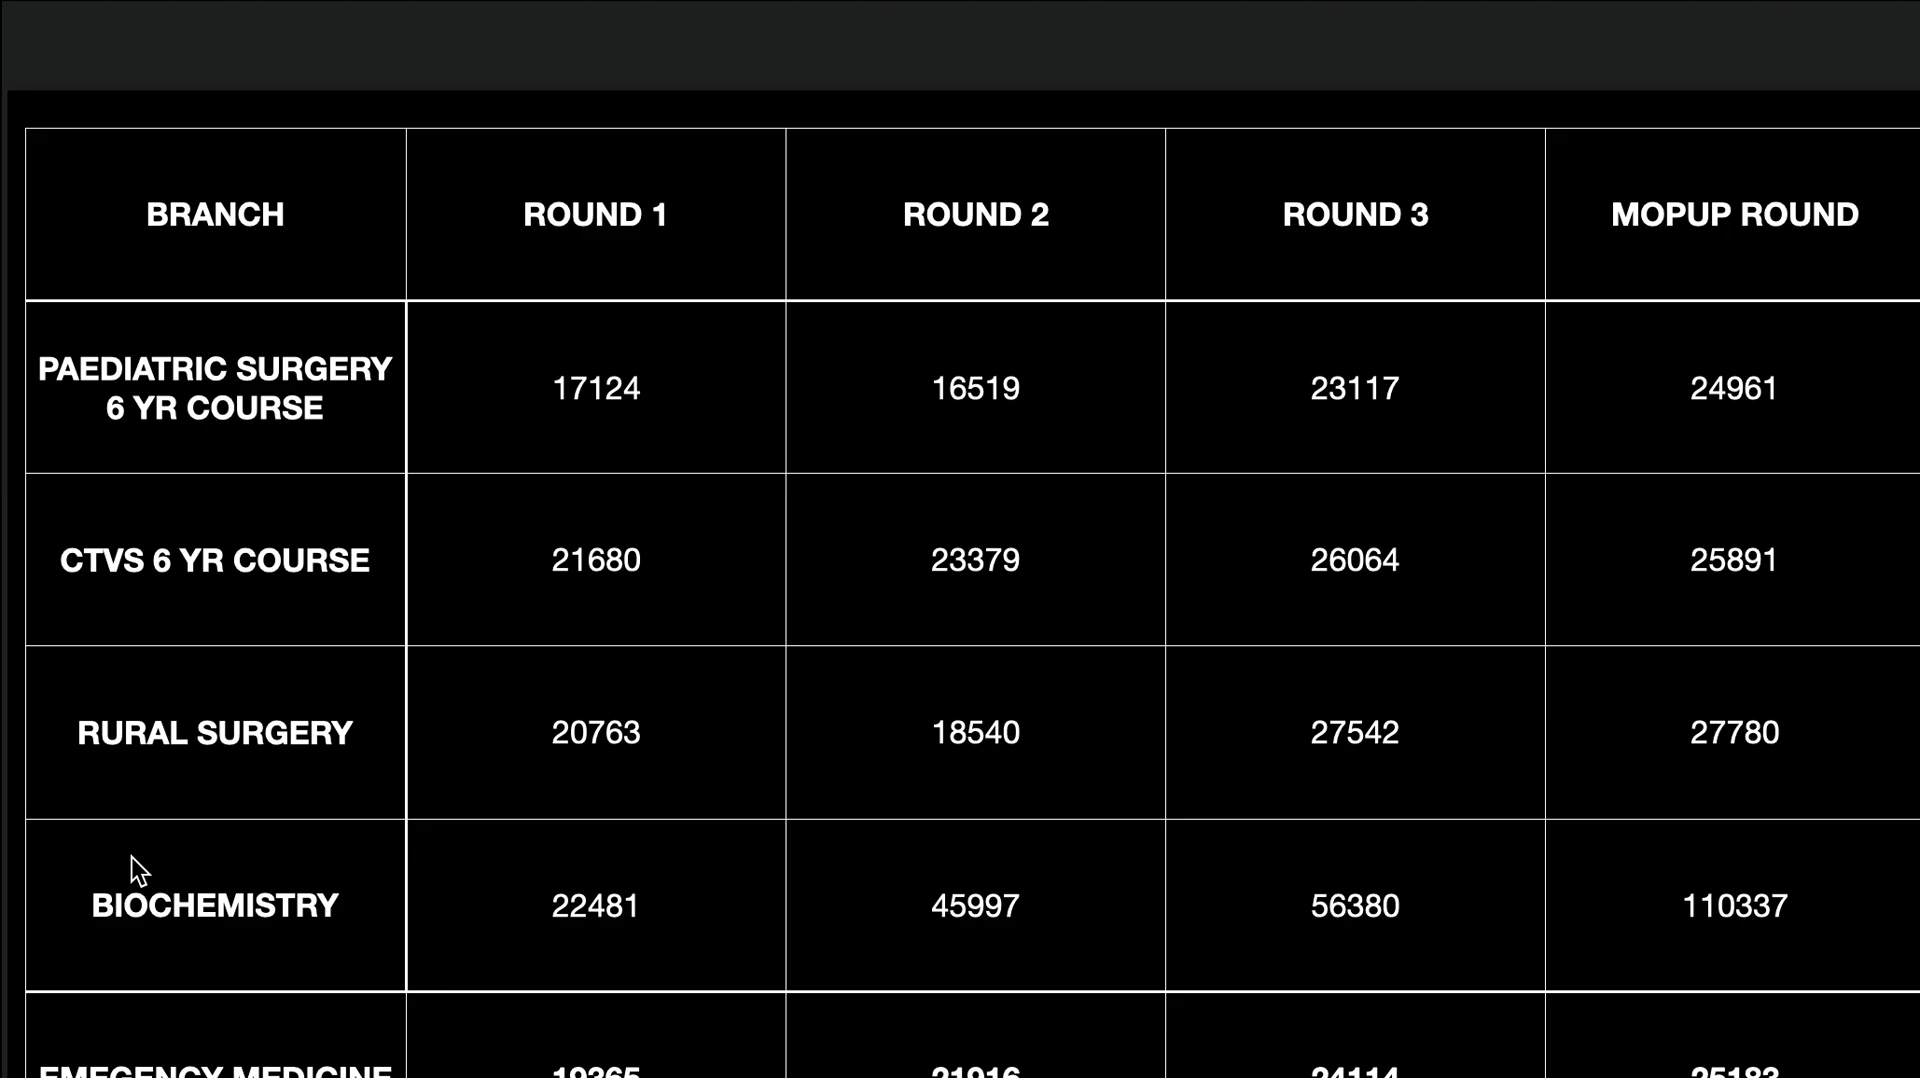 BRANCH ROUND 1 ROUND 2 ROUND 3 MOPUP ROUND
PAEDIATRIC SURGERY
6 YR COURSE 17124 16519 23117 24961
CTVS 6 YR COURSE 21680 23379 26064 25891
RURAL SURGERY 20763 18540 27542 27780
BIOCHEMISTRY 22481 45997 56380 110337
EMEGENCY MEDICINE 19365 21916 24114 25183